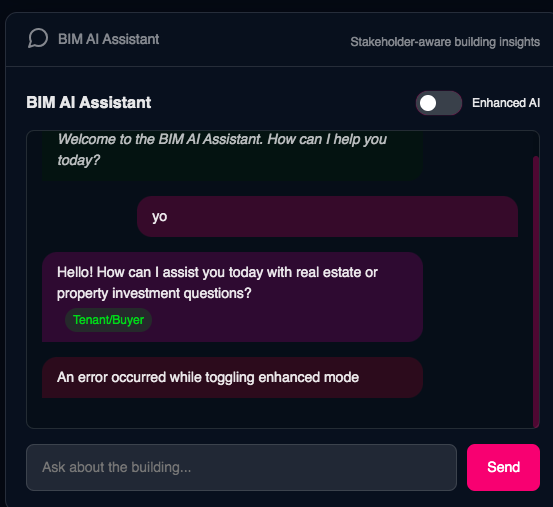 BIM AI Assistant
Stakeholder-aware building insights
BIM AI Assistant
Enhanced AI
Welcome to the BIM AI Assistant. How can I help you
today?
yo
Hello! How can I assist you today with real estate or
property investment questions?
Tenant/Buyer
An error occurred while toggling enhanced mode
Ask about the building...
Send